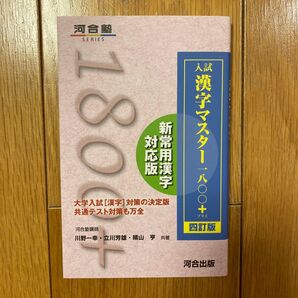 河合塾
SERIES
1800+
入試 漢字マスター一八〇〇+
プラス
四訂版
新常用漢字
対応版
大学入試[漢字]対策の決定版
共通テスト対策も万全
河合塾講師
川野一幸・立川芳雄・榊山 亨 共著
河合出版